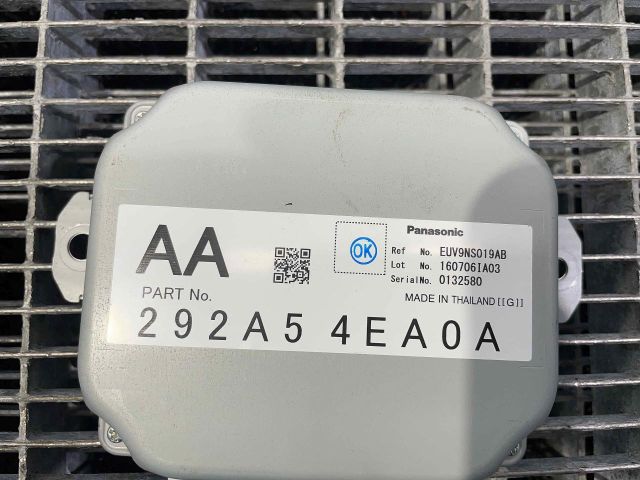 AA
PART No.
OK
Panasonic
Ref No. EUV9NS019AB
Lot No. 160706IA03
Serial No. 0132580
MADE IN THAILAND [[G]]
292A5 4EA0A